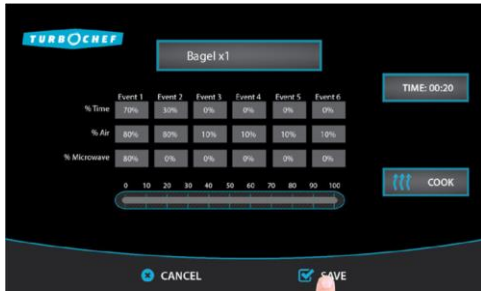 TURBOCHEF
Bagel x1
TIME: 00:20
Event 1 Event 2 Event 3 Event 4 Event 5 Event 6
% Time 70% 30% 0% 0% 0% 0%
% Air 80% 80% 10% 10% 10% 10%
% Microwave 80% 0% 0% 0% 0% 0%
0 10 20 30 40 50 60 70 80 90 100
COOK
CANCEL
SAVE